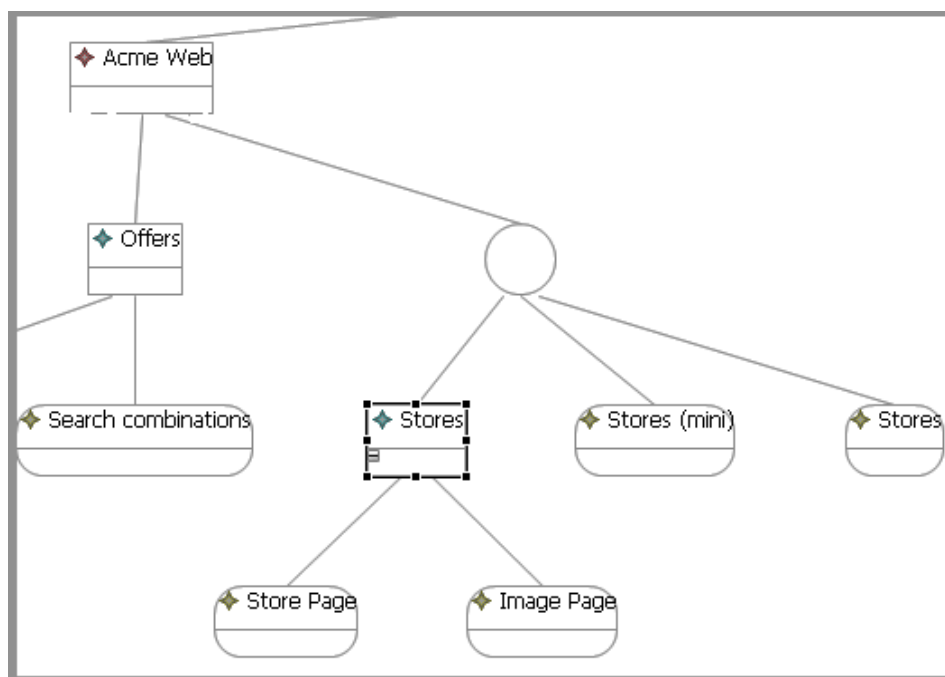 Acme Web
Offers
Search combinations
Stores
Stores (mini)
Stores
Store Page
Image Page